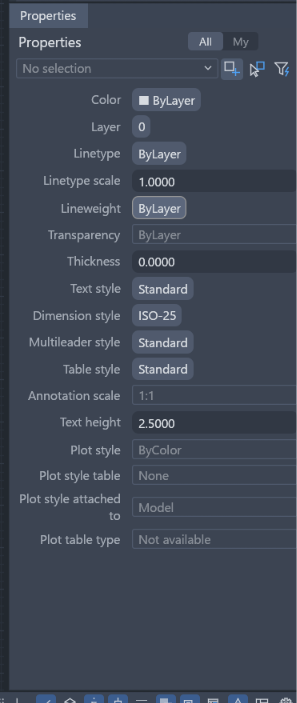 Properties
Properties All My
No selection
Color ByLayer
Layer 0
Linetype ByLayer
Linetype scale 1.0000
Lineweight ByLayer
Transparency ByLayer
Thickness 0.0000
Text style Standard
Dimension style ISO-25
Multileader style Standard
Table style Standard
Annotation scale 1:1
Text height 2.5000
Plot style ByColor
Plot style table None
Plot style attached
to Model
Plot table type Not available